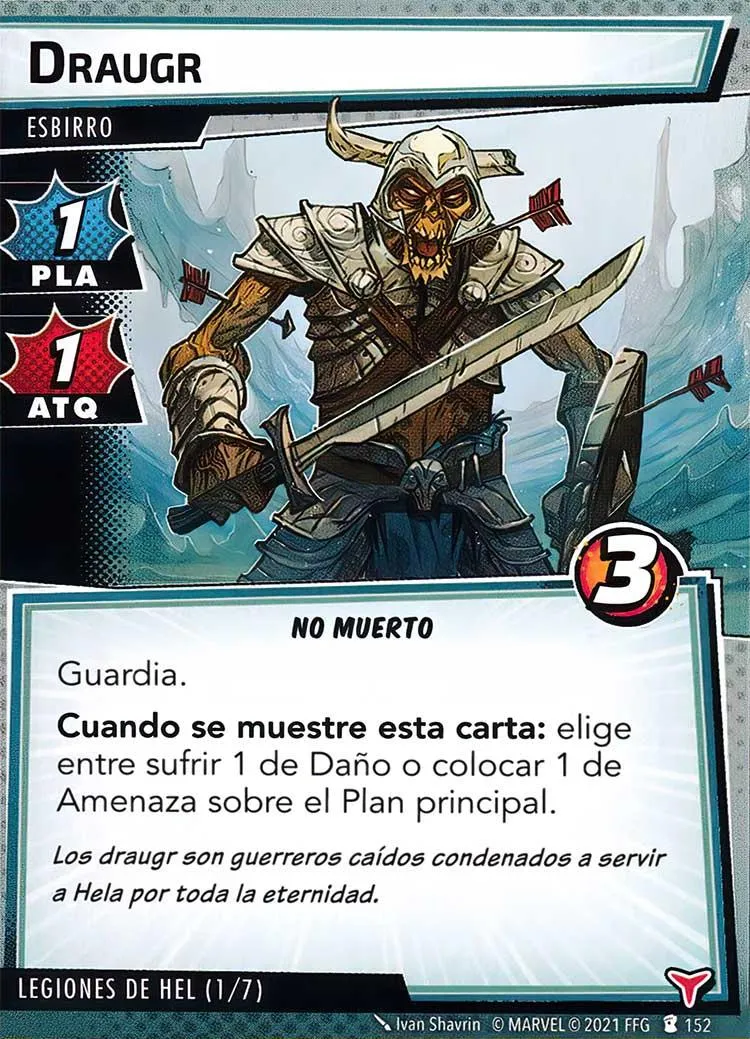 Draugr
ESBIRRO
1
PLA
1
ATQ
3
NO MUERTO
Guardia.
Cuando se muestre esta carta: elige
entre sufrir 1 de Daño o colocar 1 de
Amenaza sobre el Plan principal.
Los draugr son guerreros caídos condenados a servir
a Hela por toda la eternidad.
LEGIONES DE HEL (1/7)
Ivan Shavrin © MARVEL © 2021 FFG 152